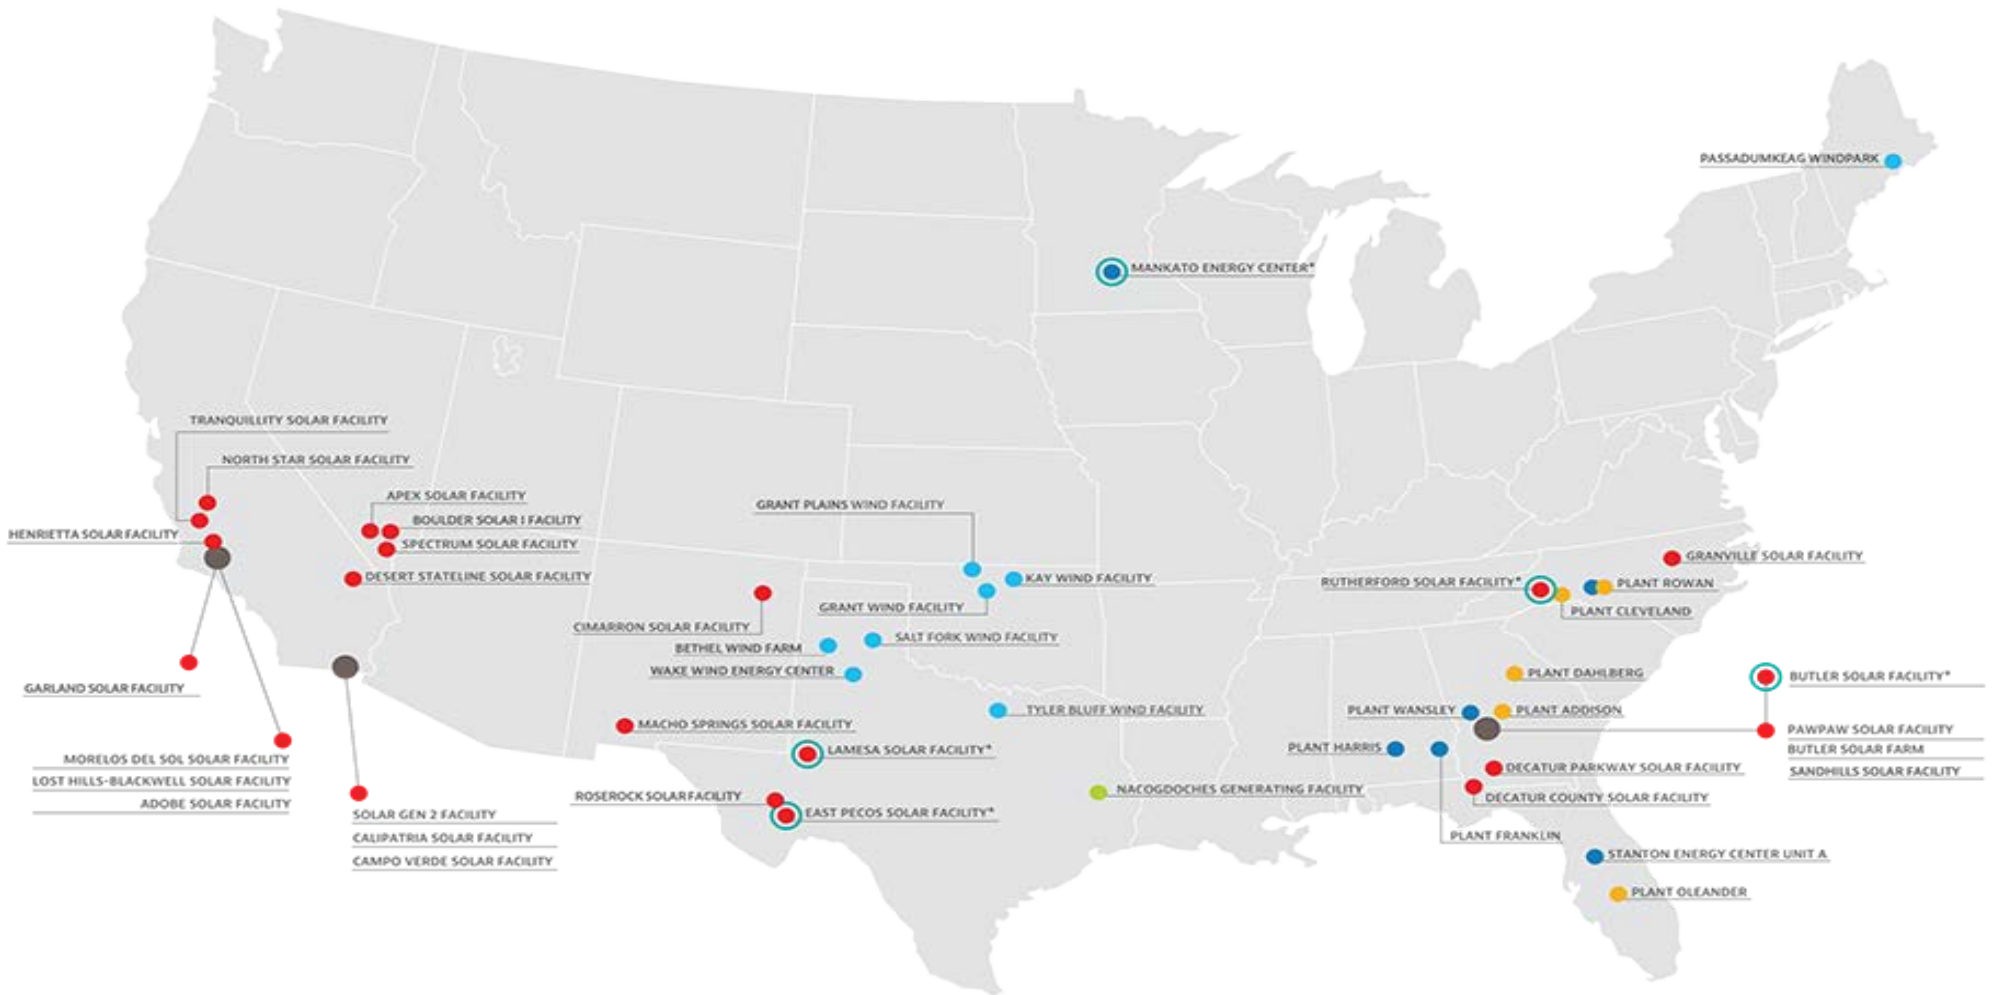 PASSADUMKEAG WINDPARK
MANKATO ENERGY CENTER*
TRANQUILLITY SOLAR FACILITY
NORTH STAR SOLAR FACILITY
APEX SOLAR FACILITY
BOULDER SOLAR I FACILITY
HENRIETTA SOLAR FACILITY
SPECTRUM SOLAR FACILITY
DESERT STATELINE SOLAR FACILITY
GRANT PLAINS WIND FACILITY
KAY WIND FACILITY
GRANT WIND FACILITY
CIMARRON SOLAR FACILITY
SALT FORK WIND FACILITY
BETHEL WIND FARM
WAKE WIND ENERGY CENTER
GRANVILLE SOLAR FACILITY
RUTHERFORD SOLAR FACILITY*
PLANT ROWAN
PLANT CLEVELAND
PLANT DAHLBERG
BUTLER SOLAR FACILITY*
GARLAND SOLAR FACILITY
TYLER BLUFF WIND FACILITY
PLANT WANSLEY
PLANT ADDISON
MACHO SPRINGS SOLAR FACILITY
PAWPAW SOLAR FACILITY
BUTLER SOLAR FARM
SANDHILLS SOLAR FACILITY
LAMESA SOLAR FACILITY*
PLANT HARRIS
MORELOS DEL SOL SOLAR FACILITY
LOST HILLS-BLACKWELL SOLAR FACILITY
ADOBE SOLAR FACILITY
DECATUR PARKWAY SOLAR FACILITY
NACOGDOCHES GENERATING FACILITY
ROSEROCK SOLAR FACILITY
DECATUR COUNTY SOLAR FACILITY
EAST PECOS SOLAR FACILITY*
SOLAR GEN 2 FACILITY
CALIPATRIA SOLAR FACILITY
CAMPO VERDE SOLAR FACILITY
PLANT FRANKLIN
STANTON ENERGY CENTER UNIT A
PLANT OLEANDER